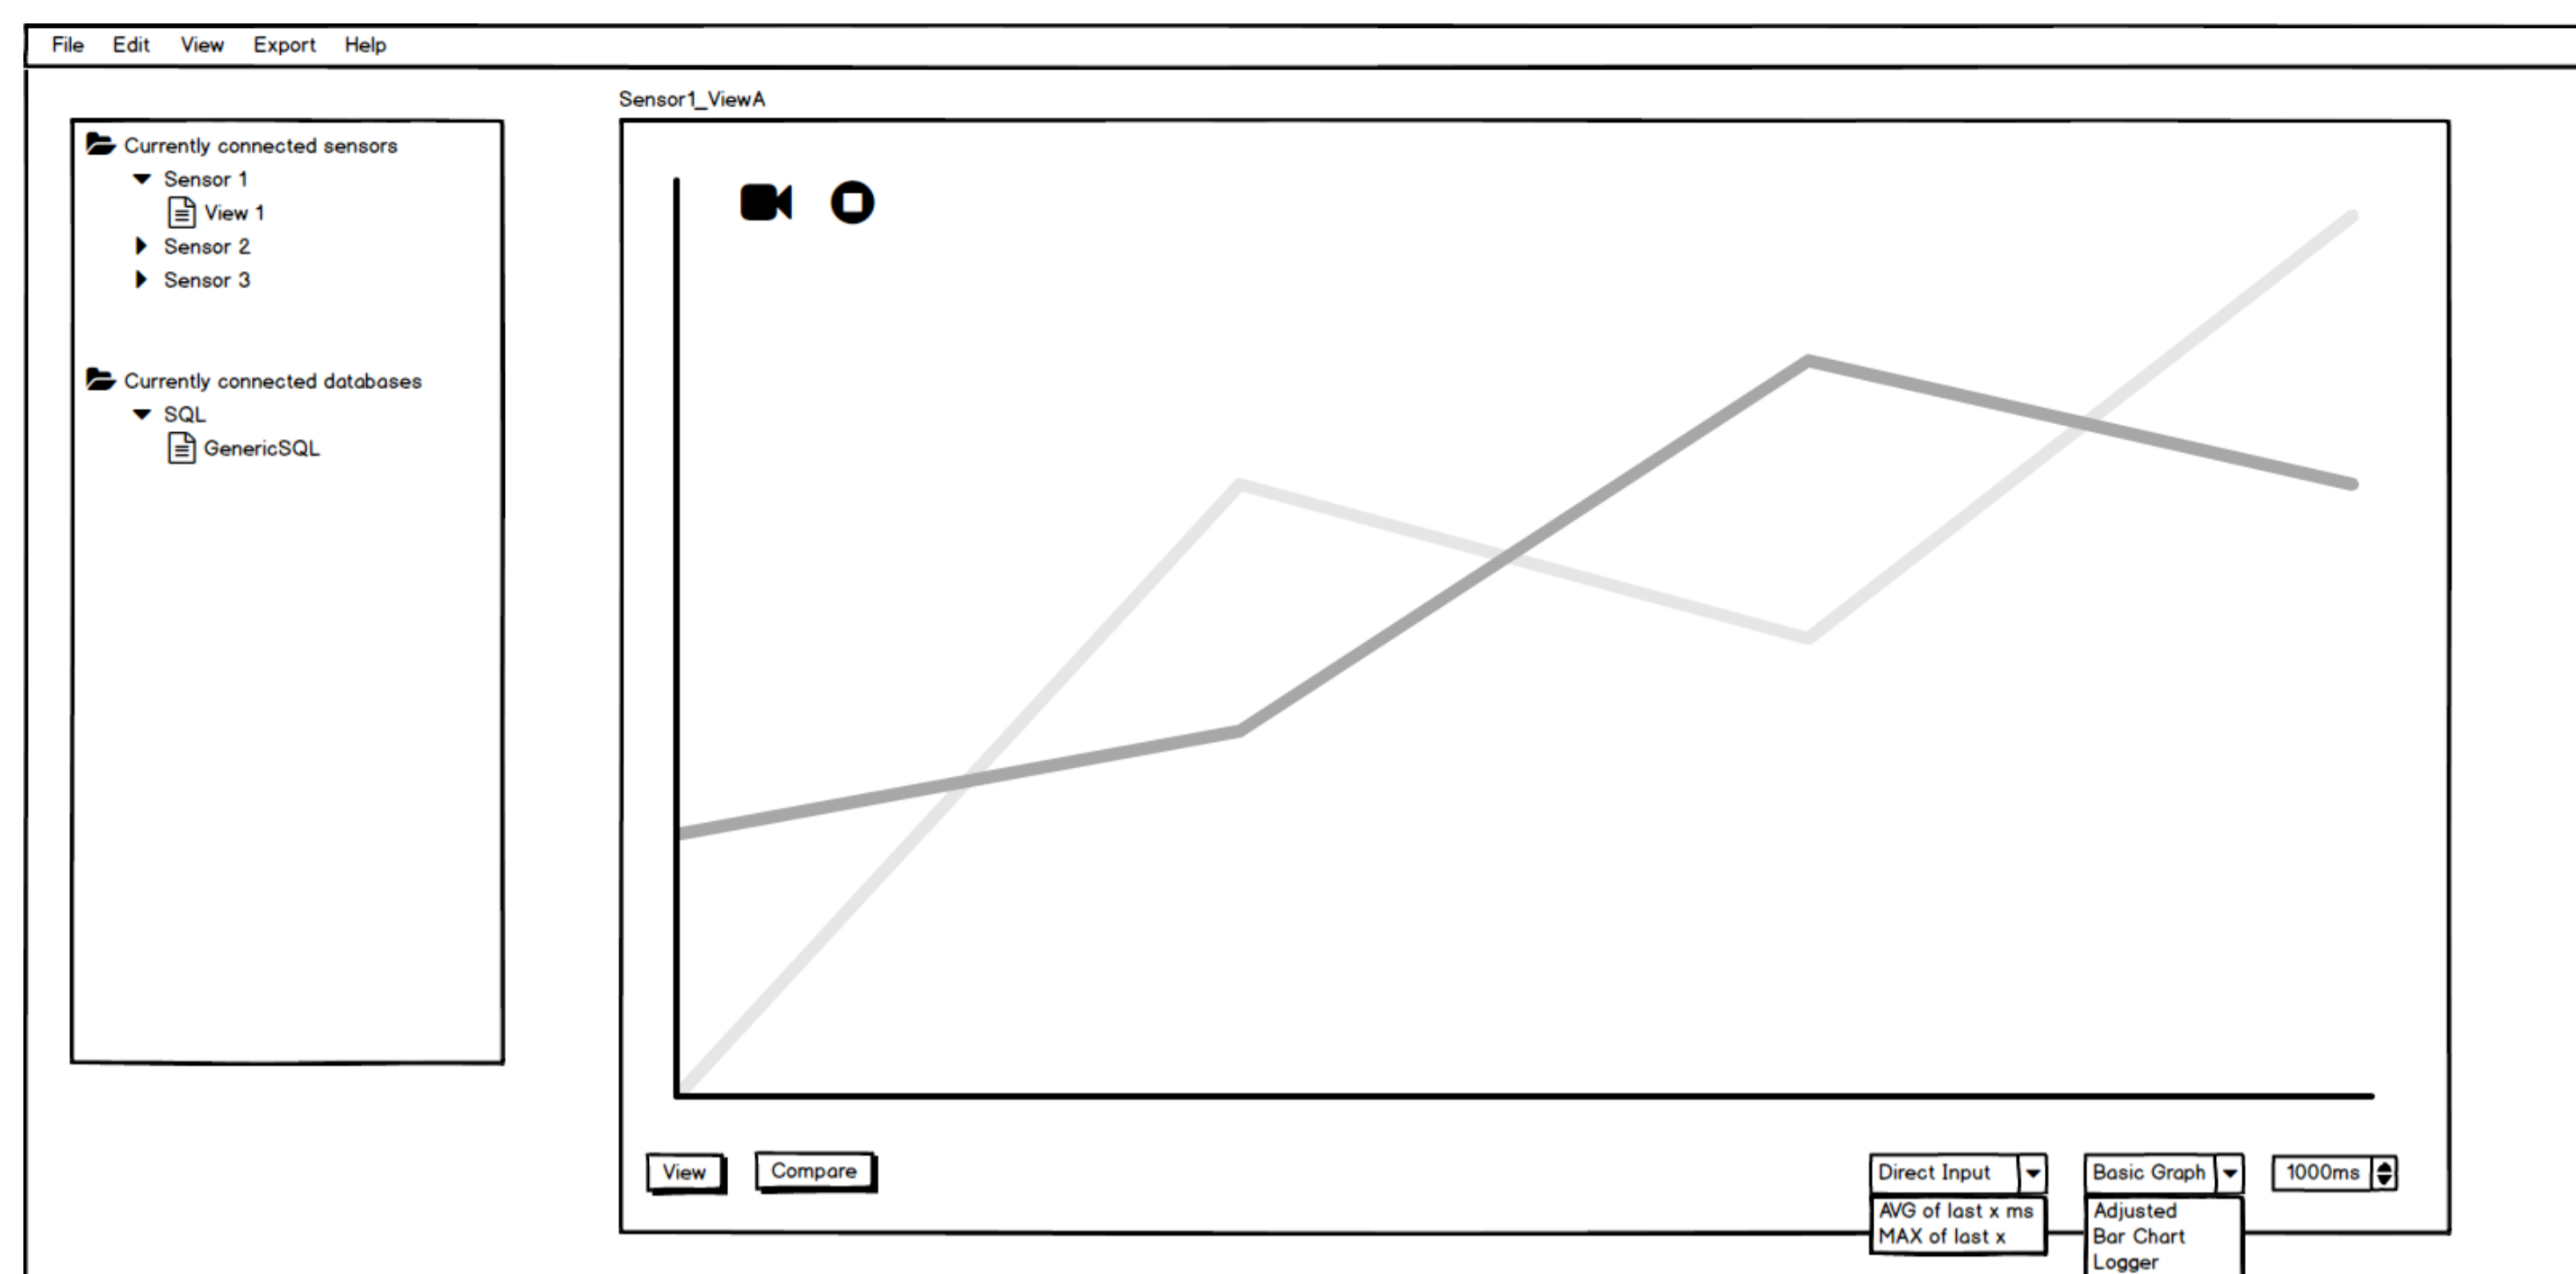 File Edit View Export Help
Sensor1_ViewA
Currently connected sensors
Sensor 1
View 1
Sensor 2
Sensor 3
Currently connected databases
SQL
GenericSQL
View
Compare
Direct Input
AVG of last x ms
MAX of last x
Basic Graph
Adjusted
Bar Chart
Logger
1000ms